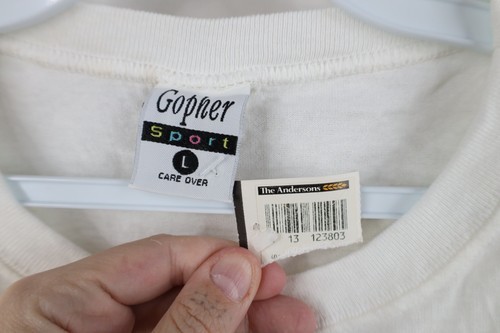 Gopher
Sport
L
CARE OVER
The Andersons
13 123803